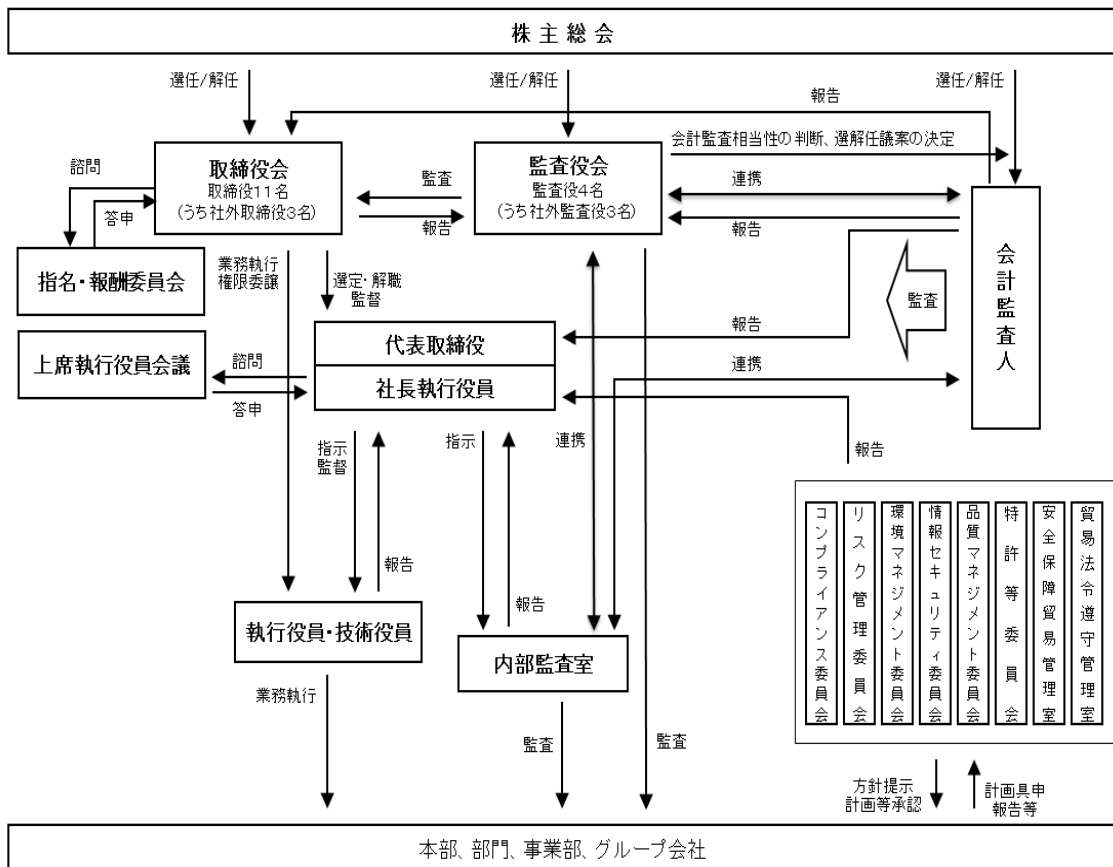 株主総会
選任/解任
選任/解任
選任/解任
報告
会計監査相当性の判断、選解任議案の決定
取締役会
取締役11名
(うち社外取締役3名)
監査役会
監査役4名
(うち社外監査役3名)
諮問
答申
監査
報告
連携
報告
会計監査人
指名・報酬委員会
業務執行
権限委譲
選定・解職
監督
監査
代表取締役
社長執行役員
報告
上席執行役員会議
諮問
答申
連携
指示
監督
報告
指示
報告
連携
報告
コンプライアンス委員会
リスク管理委員会
環境マネジメント委員会
情報セキュリティ委員会
品質マネジメント委員会
特許等委員会
安全保障貿易管理室
貿易法令遵守管理室
執行役員・技術役員
内部監査室
業務執行
監査
監査
方針提示
計画等承認
計画具申
報告等
本部、部門、事業部、グループ会社